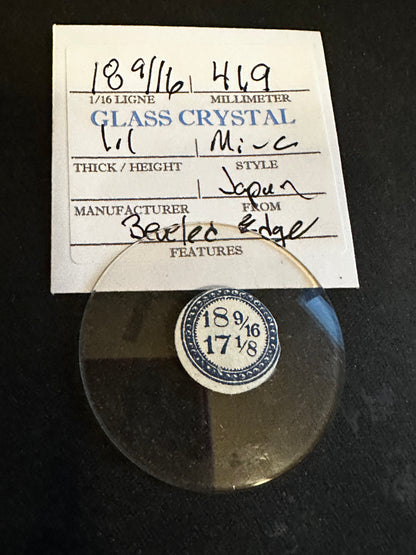 18 9/16 41.9
1/16 LIGNE MILLIMETER
GLASS CRYSTAL
1.1 Mi-C
THICK / HEIGHT STYLE
Japan
MANUFACTURER FROM
Beveled Edge
FEATURES
18 9/16
17 1/8